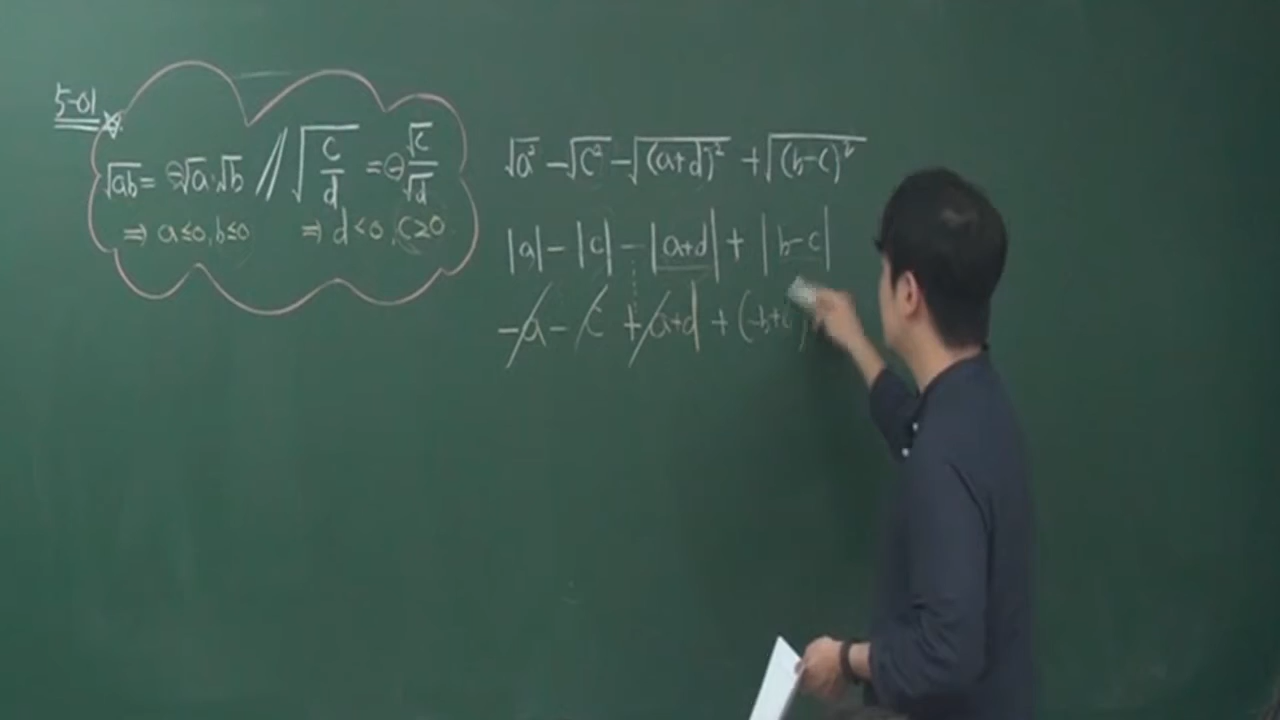 5-01
√ab = ⊖√a·√b // √(c/d) = ⊖ √c/√d
⇒ a≤0, b≤0 ⇒ d<0, c≥0
√a² - √c² - √(a+d)² + √(b-c)²
|a| - |c| - |a+d| + |b-c|
-a - c + a+d + (-b+c)